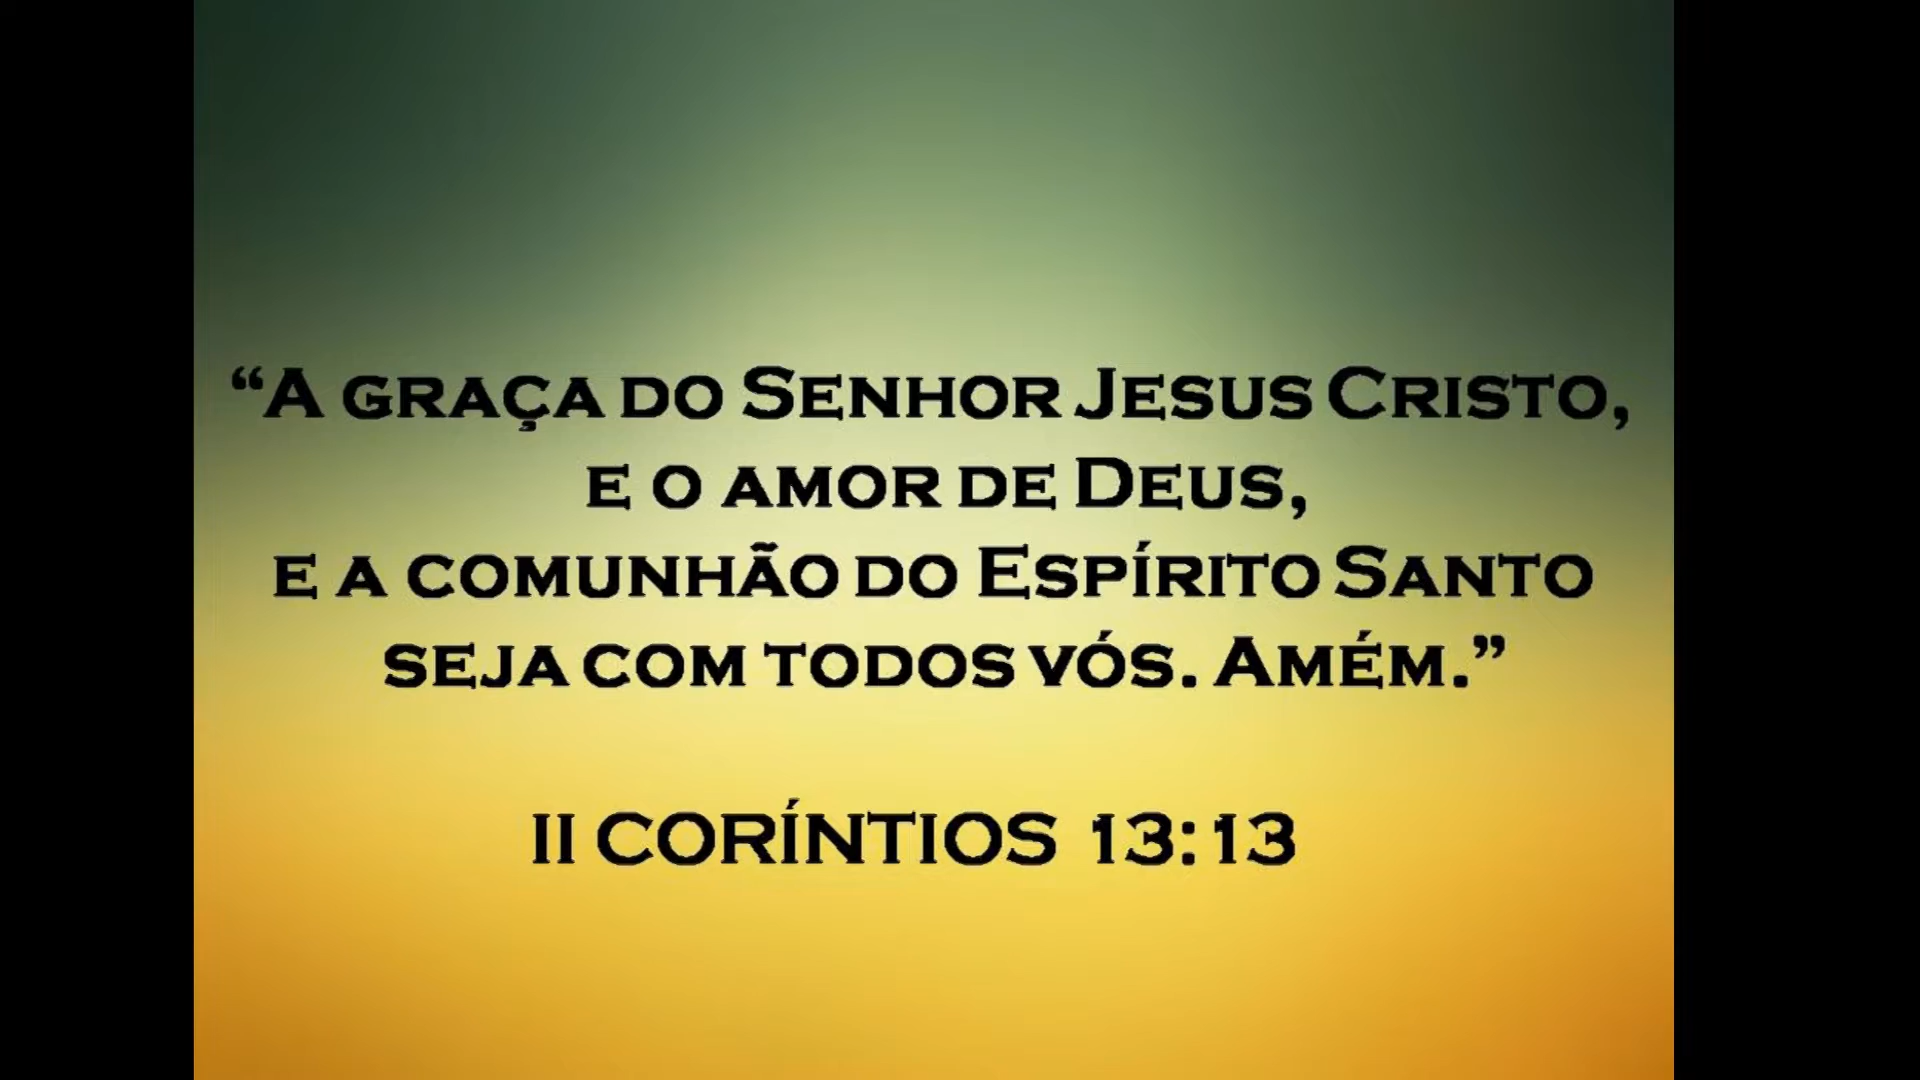 “A GRAÇA DO SENHOR JESUS CRISTO,
E O AMOR DE DEUS,
E A COMUNHÃO DO ESPÍRITO SANTO
SEJA COM TODOS VÓS. AMÉM.”
II CORÍNTIOS 13:13